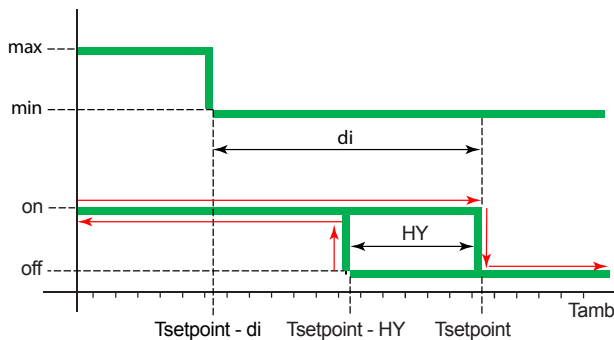 max
min
di
on
HY
off
Tamb
Tsetpoint - di
Tsetpoint - HY
Tsetpoint